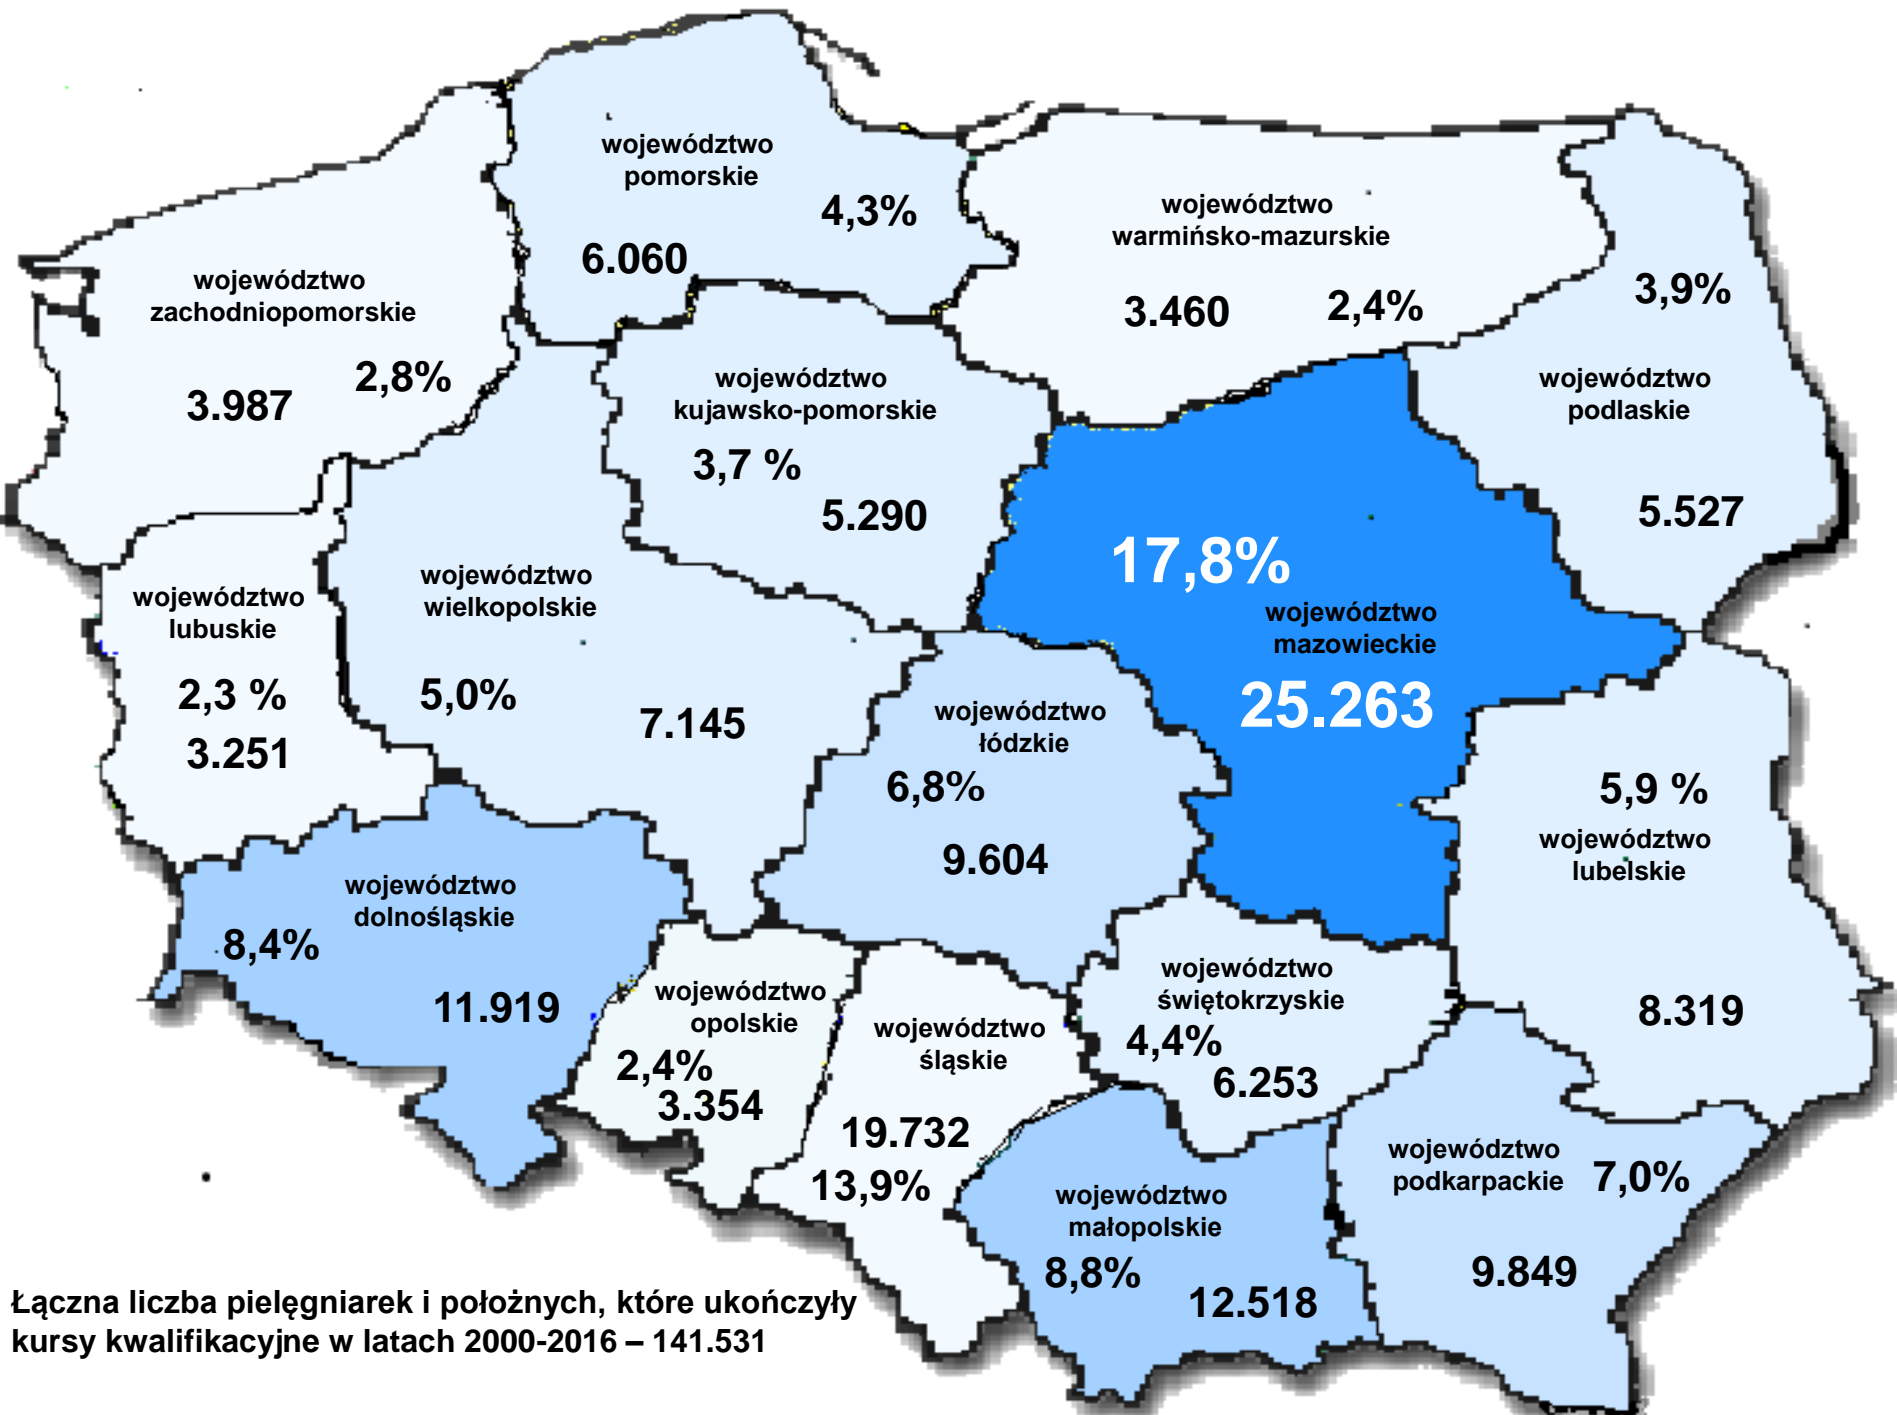 województwo
pomorskie
4,3%
6.060
województwo
warmińsko-mazurskie
3.460
2,4%
3,9%
województwo
podlaskie
5.527
województwo
zachodniopomorskie
2,8%
3.987
województwo
kujawsko-pomorskie
3,7 %
5.290
17,8%
województwo
mazowieckie
25.263
województwo
lubuskie
2,3 %
3.251
województwo
wielkopolskie
5,0%
7.145
województwo
łódzkie
6,8%
9.604
5,9 %
województwo
lubelskie
8.319
województwo
dolnośląskie
8,4%
11.919
województwo
opolskie
2,4%
3.354
województwo
śląskie
19.732
13,9%
województwo
świętokrzyskie
4,4%
6.253
województwo
małopolskie
8,8%
12.518
województwo
podkarpackie
7,0%
9.849
Łączna liczba pielęgniarek i położnych, które ukończyły
kursy kwalifikacyjne w latach 2000-2016 – 141.531